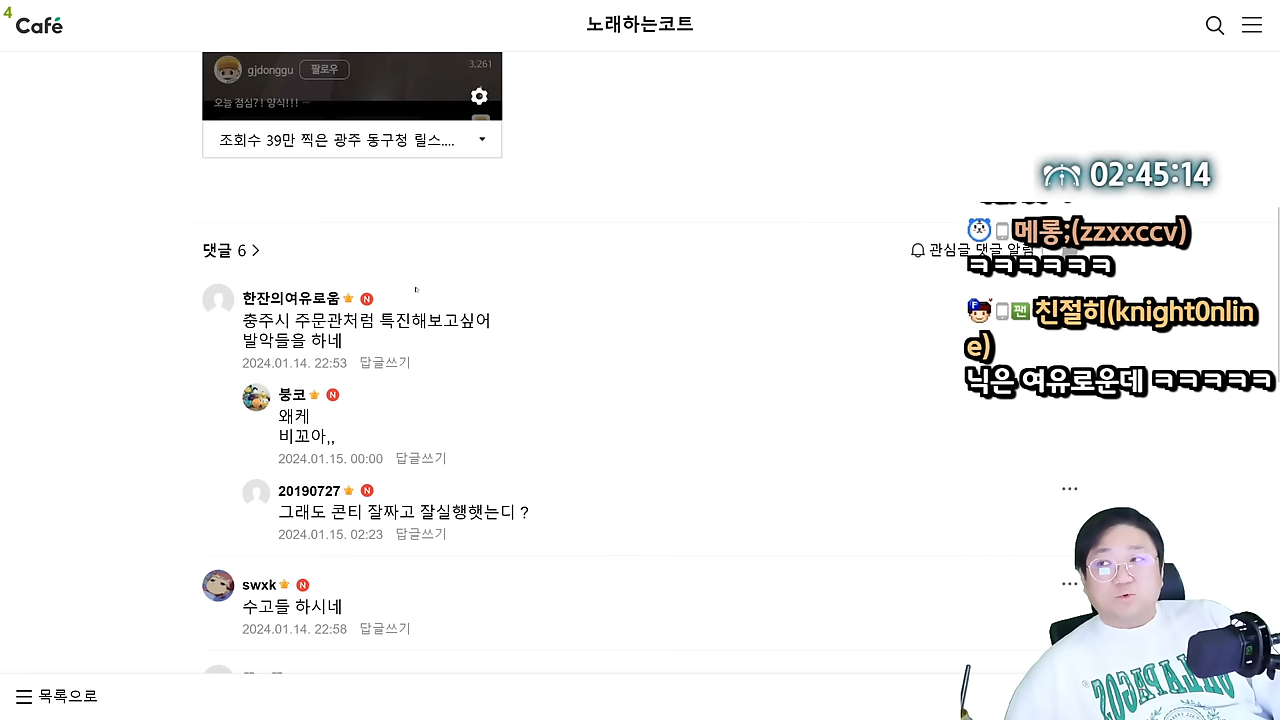 4
Café
노래하는코트
gjdonggu 팔로우
3,261
오늘 점심?! 양식!!! ...
조회수 39만 찍은 광주 동구청 릴스....
02:45:14
댓글 6
관심글 댓글 알림
메롱;(zzxxccv)
ㅋㅋㅋㅋㅋㅋ
팬 친절히(knight0nlin
e)
닉은 여유로운데 ㅋㅋㅋㅋㅋ
한잔의여유로움 N
충주시 주문관처럼 특진해보고싶어
발악들을 하네
2024.01.14. 22:53 답글쓰기
붕코 N
왜케
비꼬아,,
2024.01.15. 00:00 답글쓰기
20190727 N
그래도 콘티 잘짜고 잘실행햇는디 ?
2024.01.15. 02:23 답글쓰기
swxk N
수고들 하시네
2024.01.14. 22:58 답글쓰기
목록으로